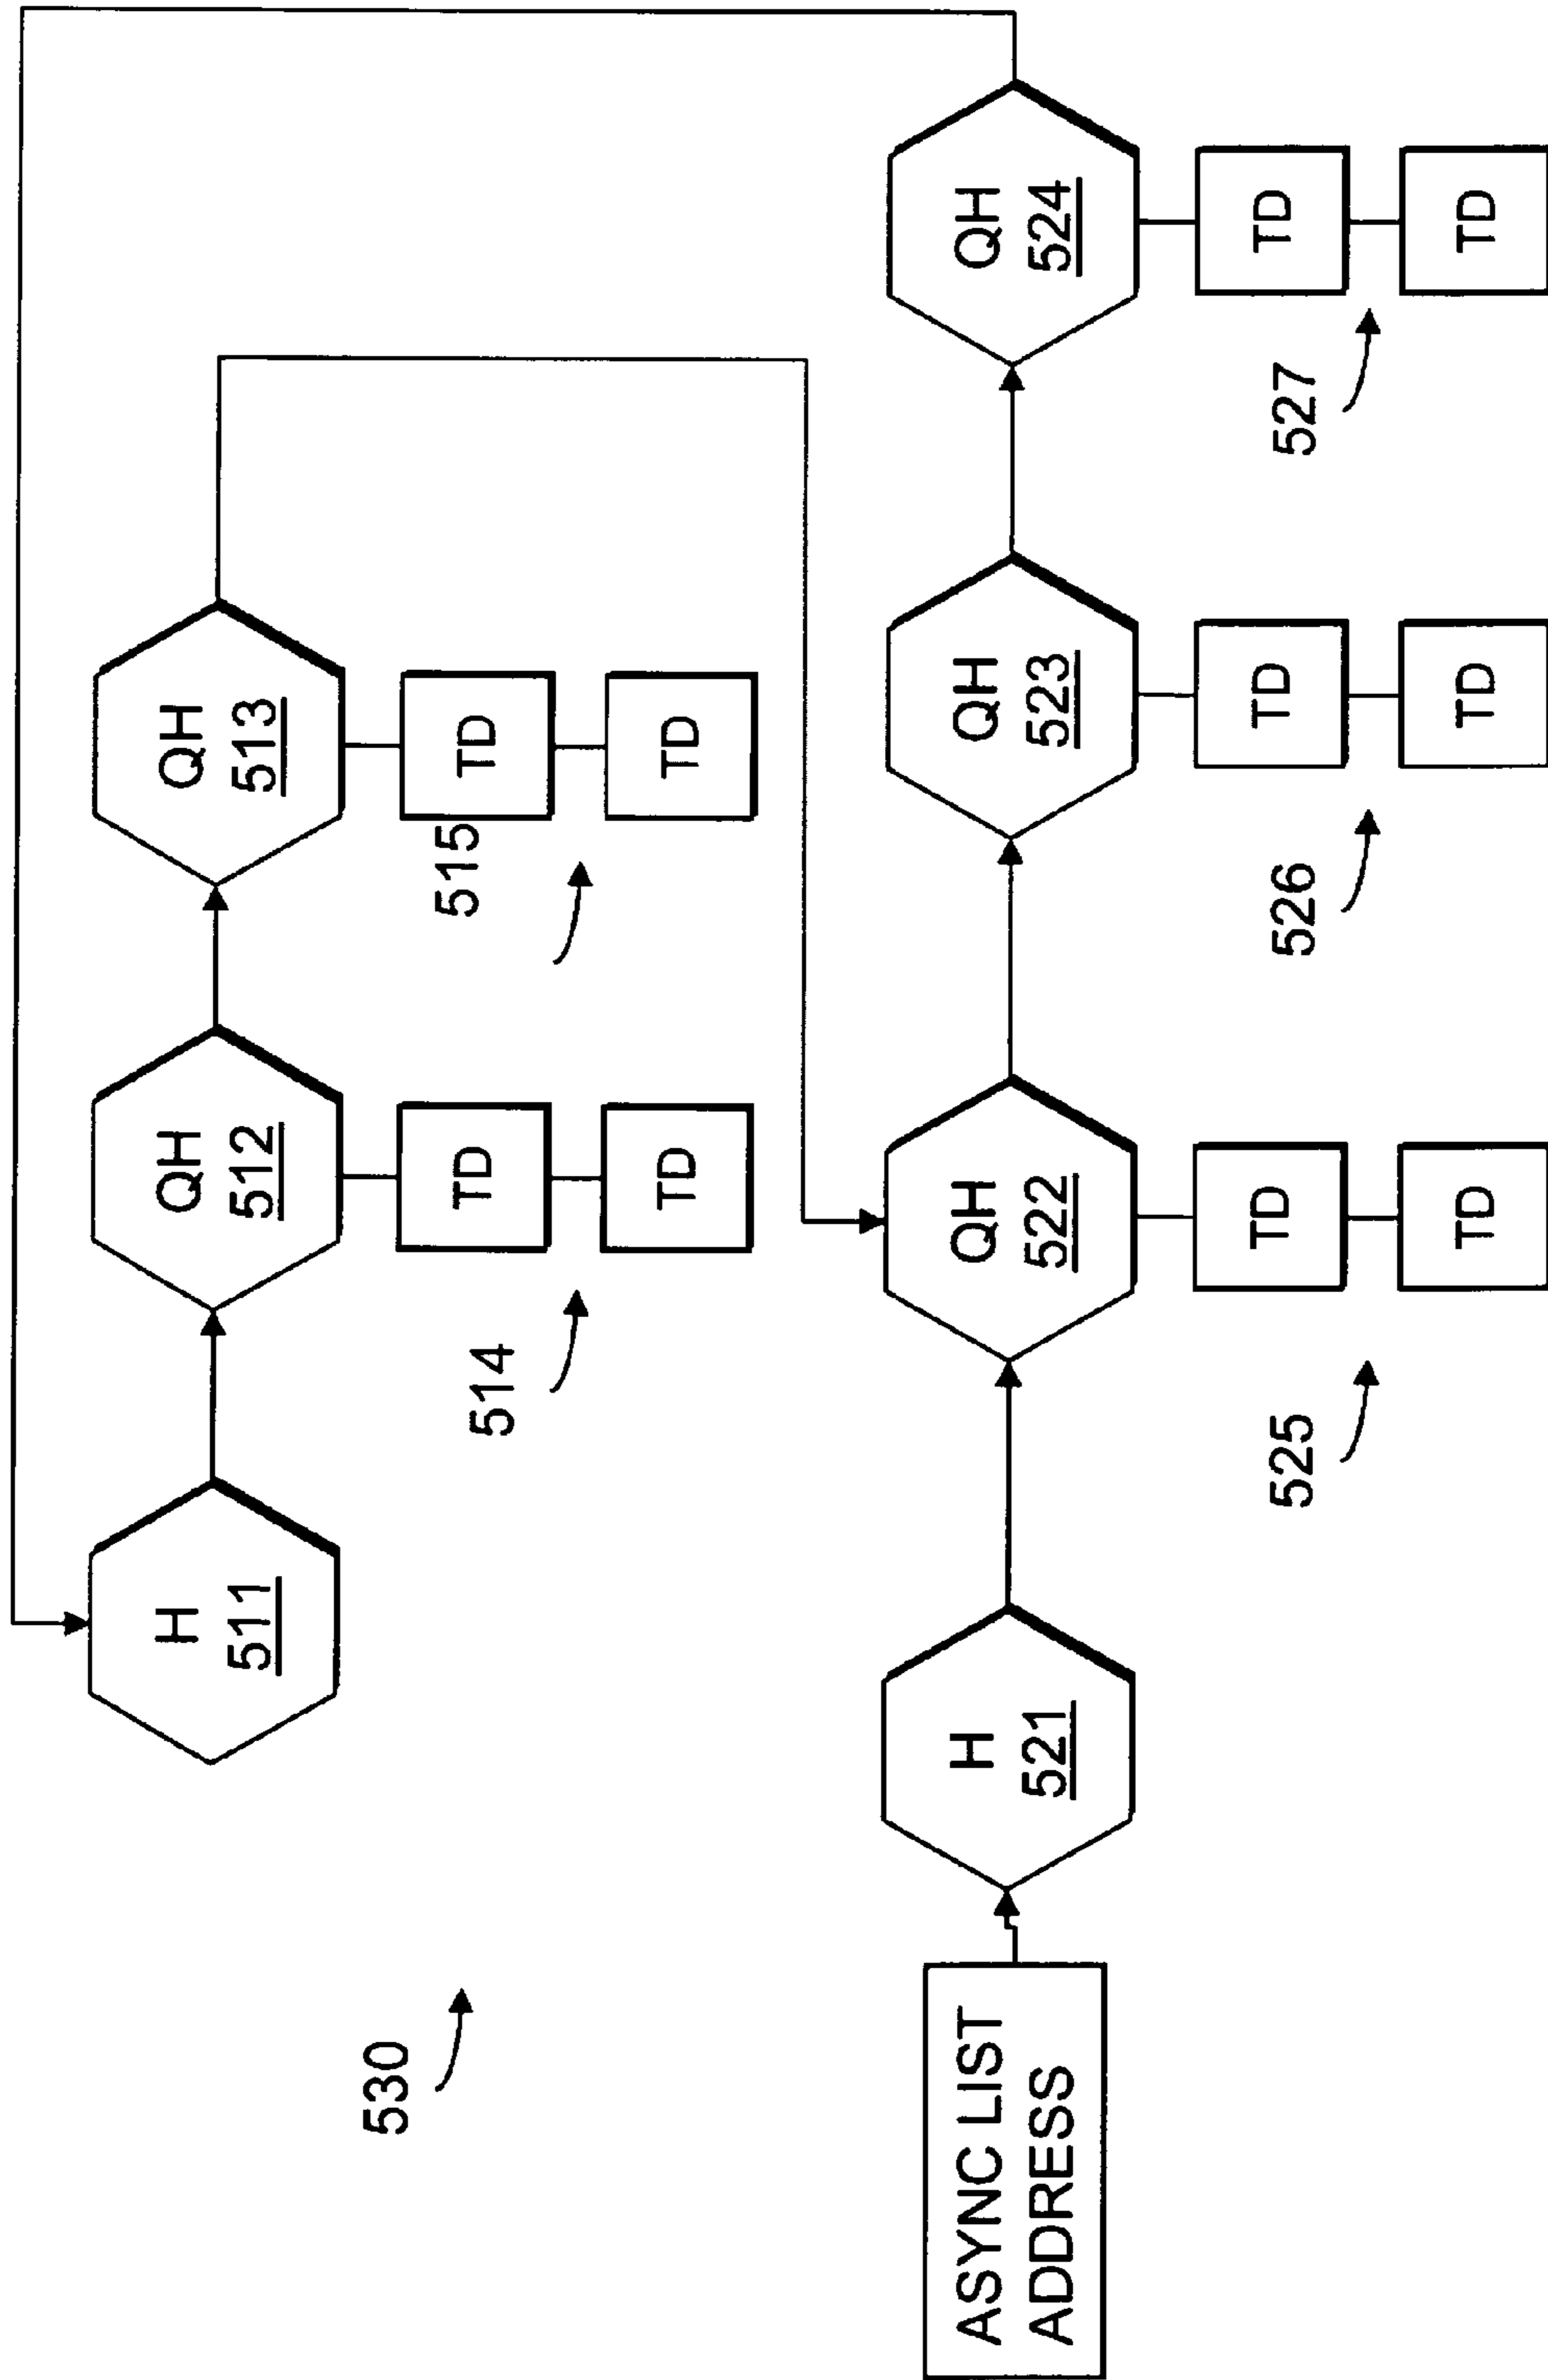 530
H
511
QH
512
QH
513
514
TD
TD
515
TD
TD
ASYNC LIST
ADDRESS
H
521
QH
522
QH
523
QH
524
525
TD
TD
526
TD
TD
527
TD
TD